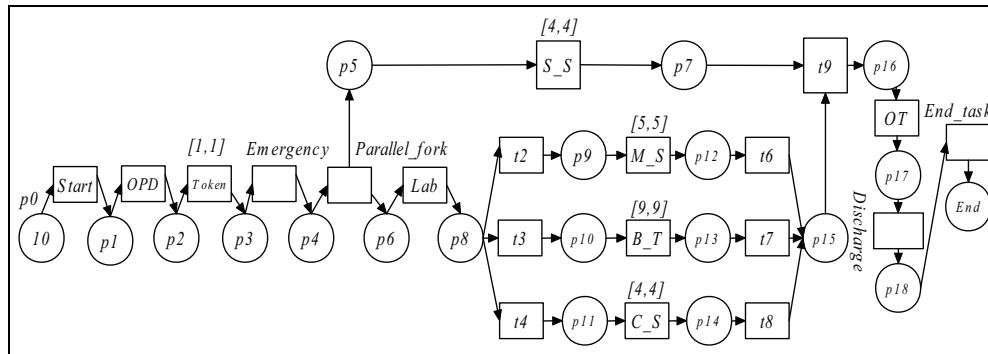 [4,4]
p5
S_S
p7
t9
p16
OT
End_task
[1,1]
Emergency
Parallel_fork
[5,5]
t2
p9
M_S
p12
t6
p17
p0
Start
OPD
Token
Lab
End
[9,9]
10
p1
p2
p3
p4
p6
p8
t3
p10
B_T
p13
t7
p15
Discharge
p18
[4,4]
t4
p11
C_S
p14
t8